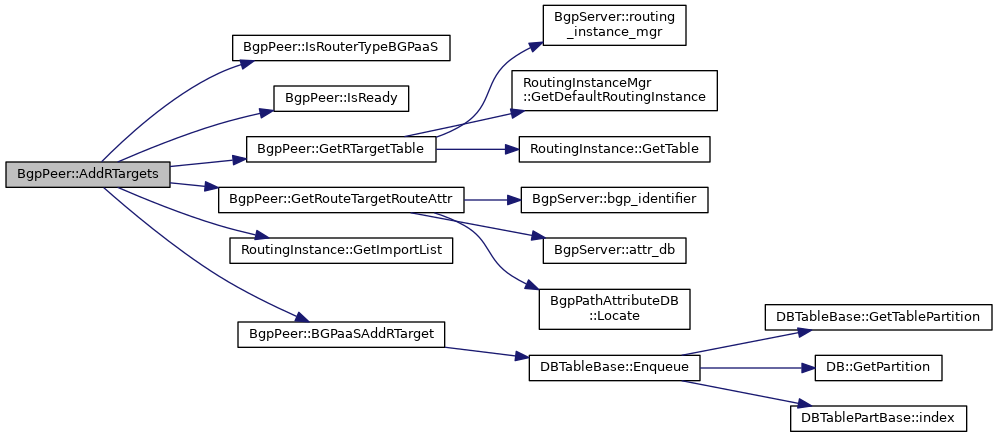 BgpPeer::AddRTargets
BgpPeer::IsRouterTypeBGPaaS
BgpPeer::IsReady
BgpPeer::GetRTargetTable
BgpPeer::GetRouteTargetRouteAttr
RoutingInstance::GetImportList
BgpPeer::BGPaaSAddRTarget
BgpServer::routing
_instance_mgr
RoutingInstanceMgr
::GetDefaultRoutingInstance
RoutingInstance::GetTable
BgpServer::bgp_identifier
BgpServer::attr_db
BgpPathAttributeDB
::Locate
DBTableBase::Enqueue
DBTableBase::GetTablePartition
DB::GetPartition
DBTablePartBase::index